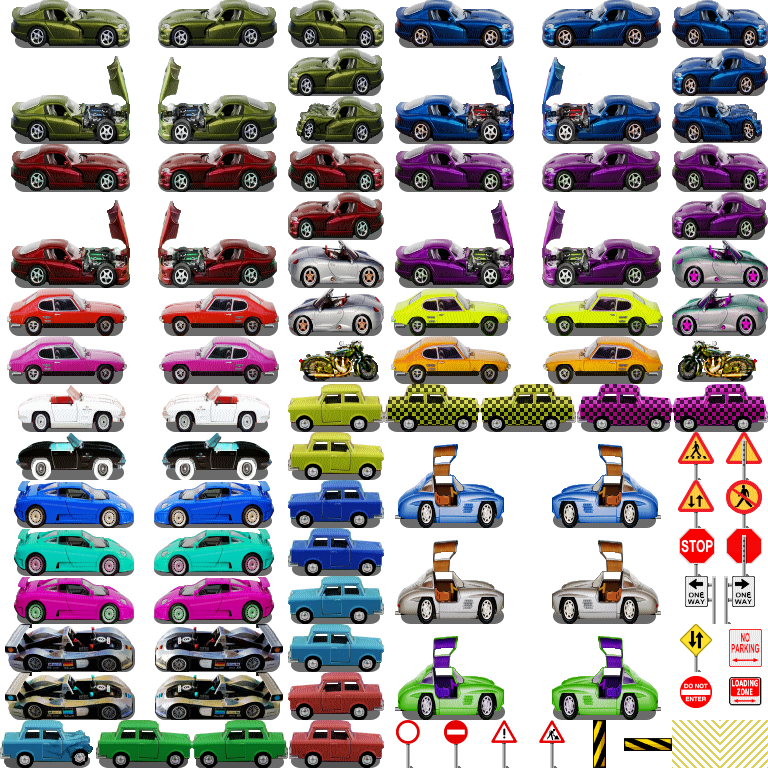 STOP
ONE
WAY
ONE
WAY
NO
PARKING
DO NOT
ENTER
LOADING
ZONE